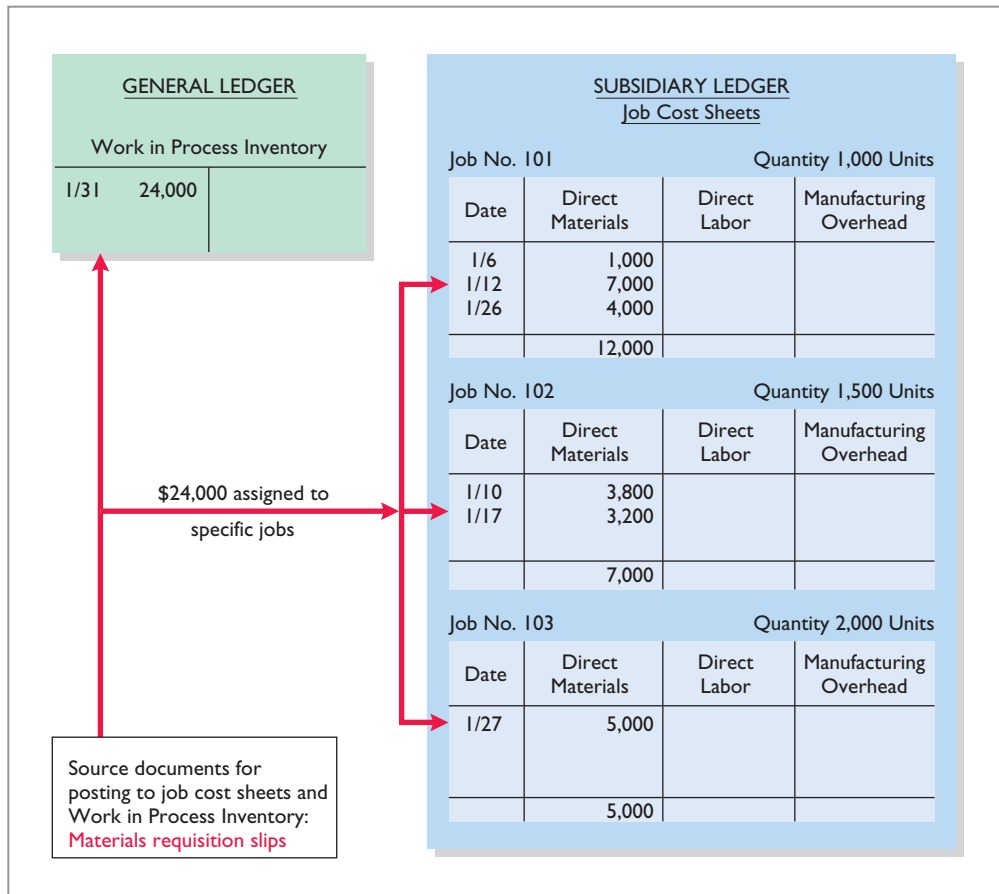 GENERAL LEDGER
Work in Process Inventory
1/31 24,000
SUBSIDIARY LEDGER
Job Cost Sheets
Job No. 101 Quantity 1,000 Units
Date Direct Materials Direct Labor Manufacturing Overhead
1/6 1,000
1/12 7,000
1/26 4,000
12,000
Job No. 102 Quantity 1,500 Units
Date Direct Materials Direct Labor Manufacturing Overhead
1/10 3,800
1/17 3,200
7,000
Job No. 103 Quantity 2,000 Units
Date Direct Materials Direct Labor Manufacturing Overhead
1/27 5,000
5,000
$24,000 assigned to
specific jobs
Source documents for
posting to job cost sheets and
Work in Process Inventory:
Materials requisition slips